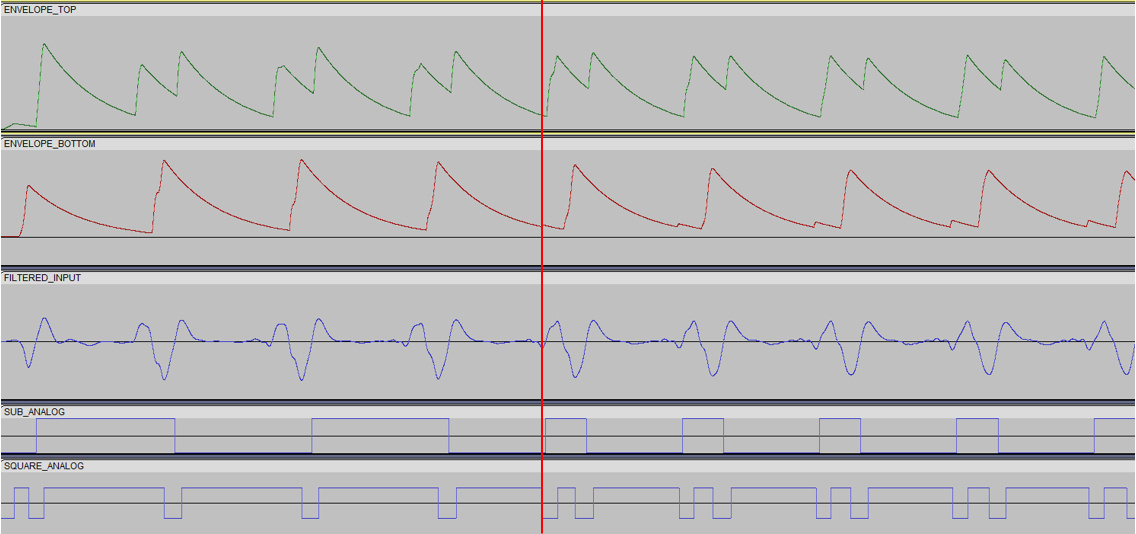 ENVELOPE_TOP
ENVELOPE_BOTTOM
FILTERED_INPUT
SUB_ANALOG
SQUARE_ANALOG